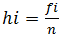 hi = fi/n